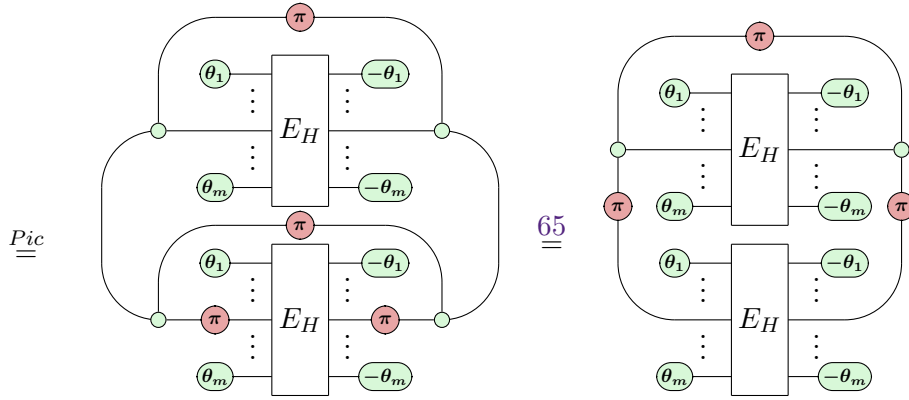 π
π
θ₁ −θ₁ θ₁ −θ₁
⋮ ⋮ ⋮ ⋮
E_H E_H
⋮ ⋮ ⋮ ⋮
θₘ −θₘ π θₘ −θₘ π
Pic = π 65 =
θ₁ −θ₁ θ₁ −θ₁
⋮ ⋮ ⋮ ⋮
π E_H π E_H
⋮ ⋮ ⋮ ⋮
θₘ −θₘ θₘ −θₘ